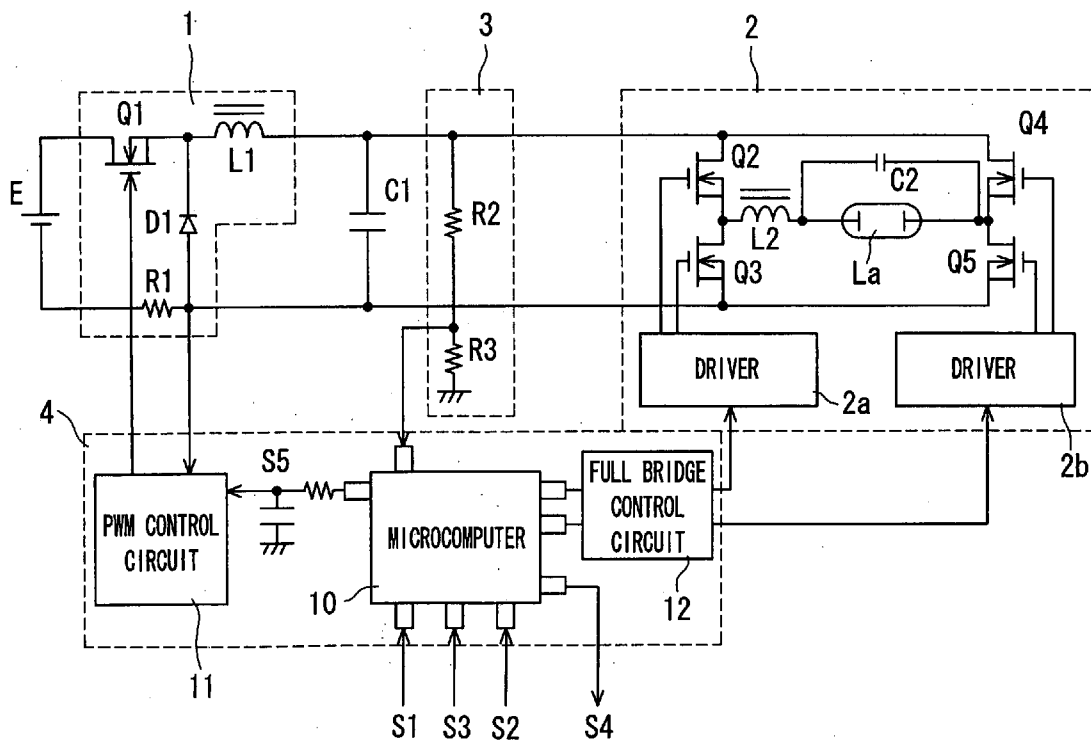 1
3
2
Q1
L1
Q4
Q2
C2
E
D1
C1
R2
L2
La
R1
Q3
Q5
R3
DRIVER
DRIVER
2a
2b
4
S5
FULL BRIDGE
CONTROL
CIRCUIT
PWM CONTROL
CIRCUIT
MICROCOMPUTER
10
12
11
S1
S3
S2
S4